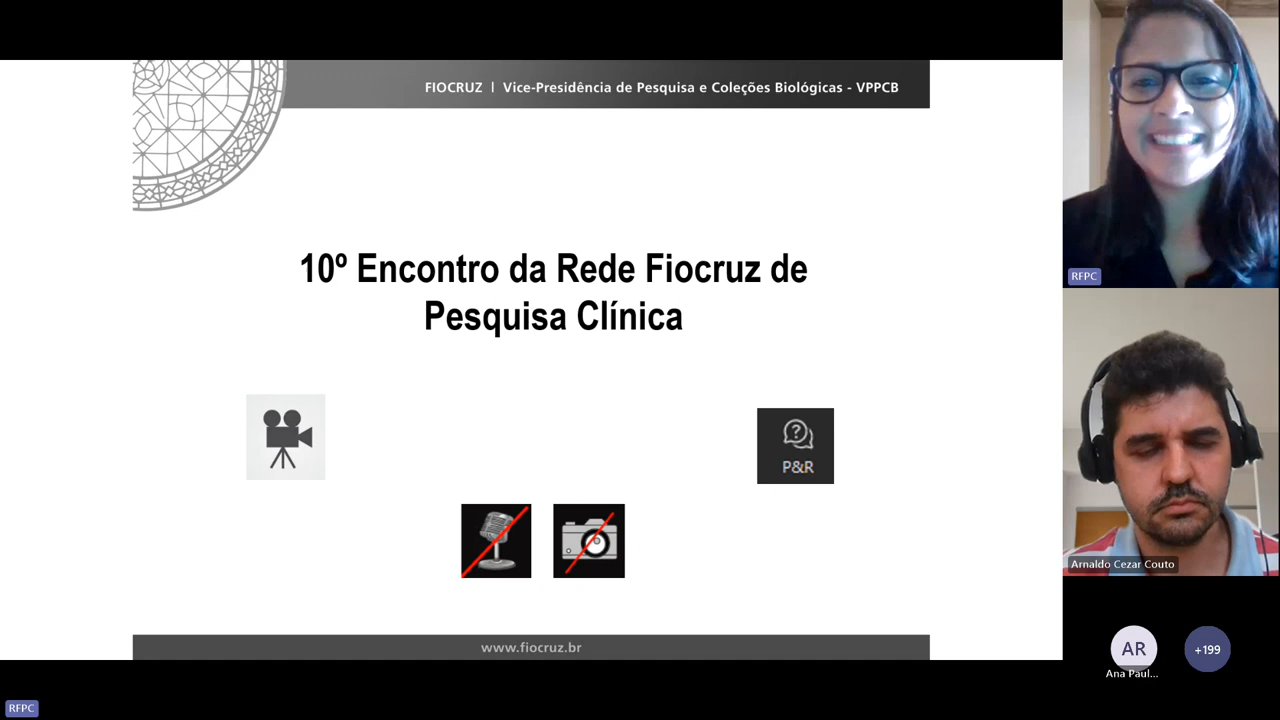 FIOCRUZ | Vice-Presidência de Pesquisa e Coleções Biológicas - VPPCB
10º Encontro da Rede Fiocruz de
Pesquisa Clínica
P&R
www.fiocruz.br
RFPC
Arnaldo Cezar Couto
AR
+199
Ana Paul...
RFPC